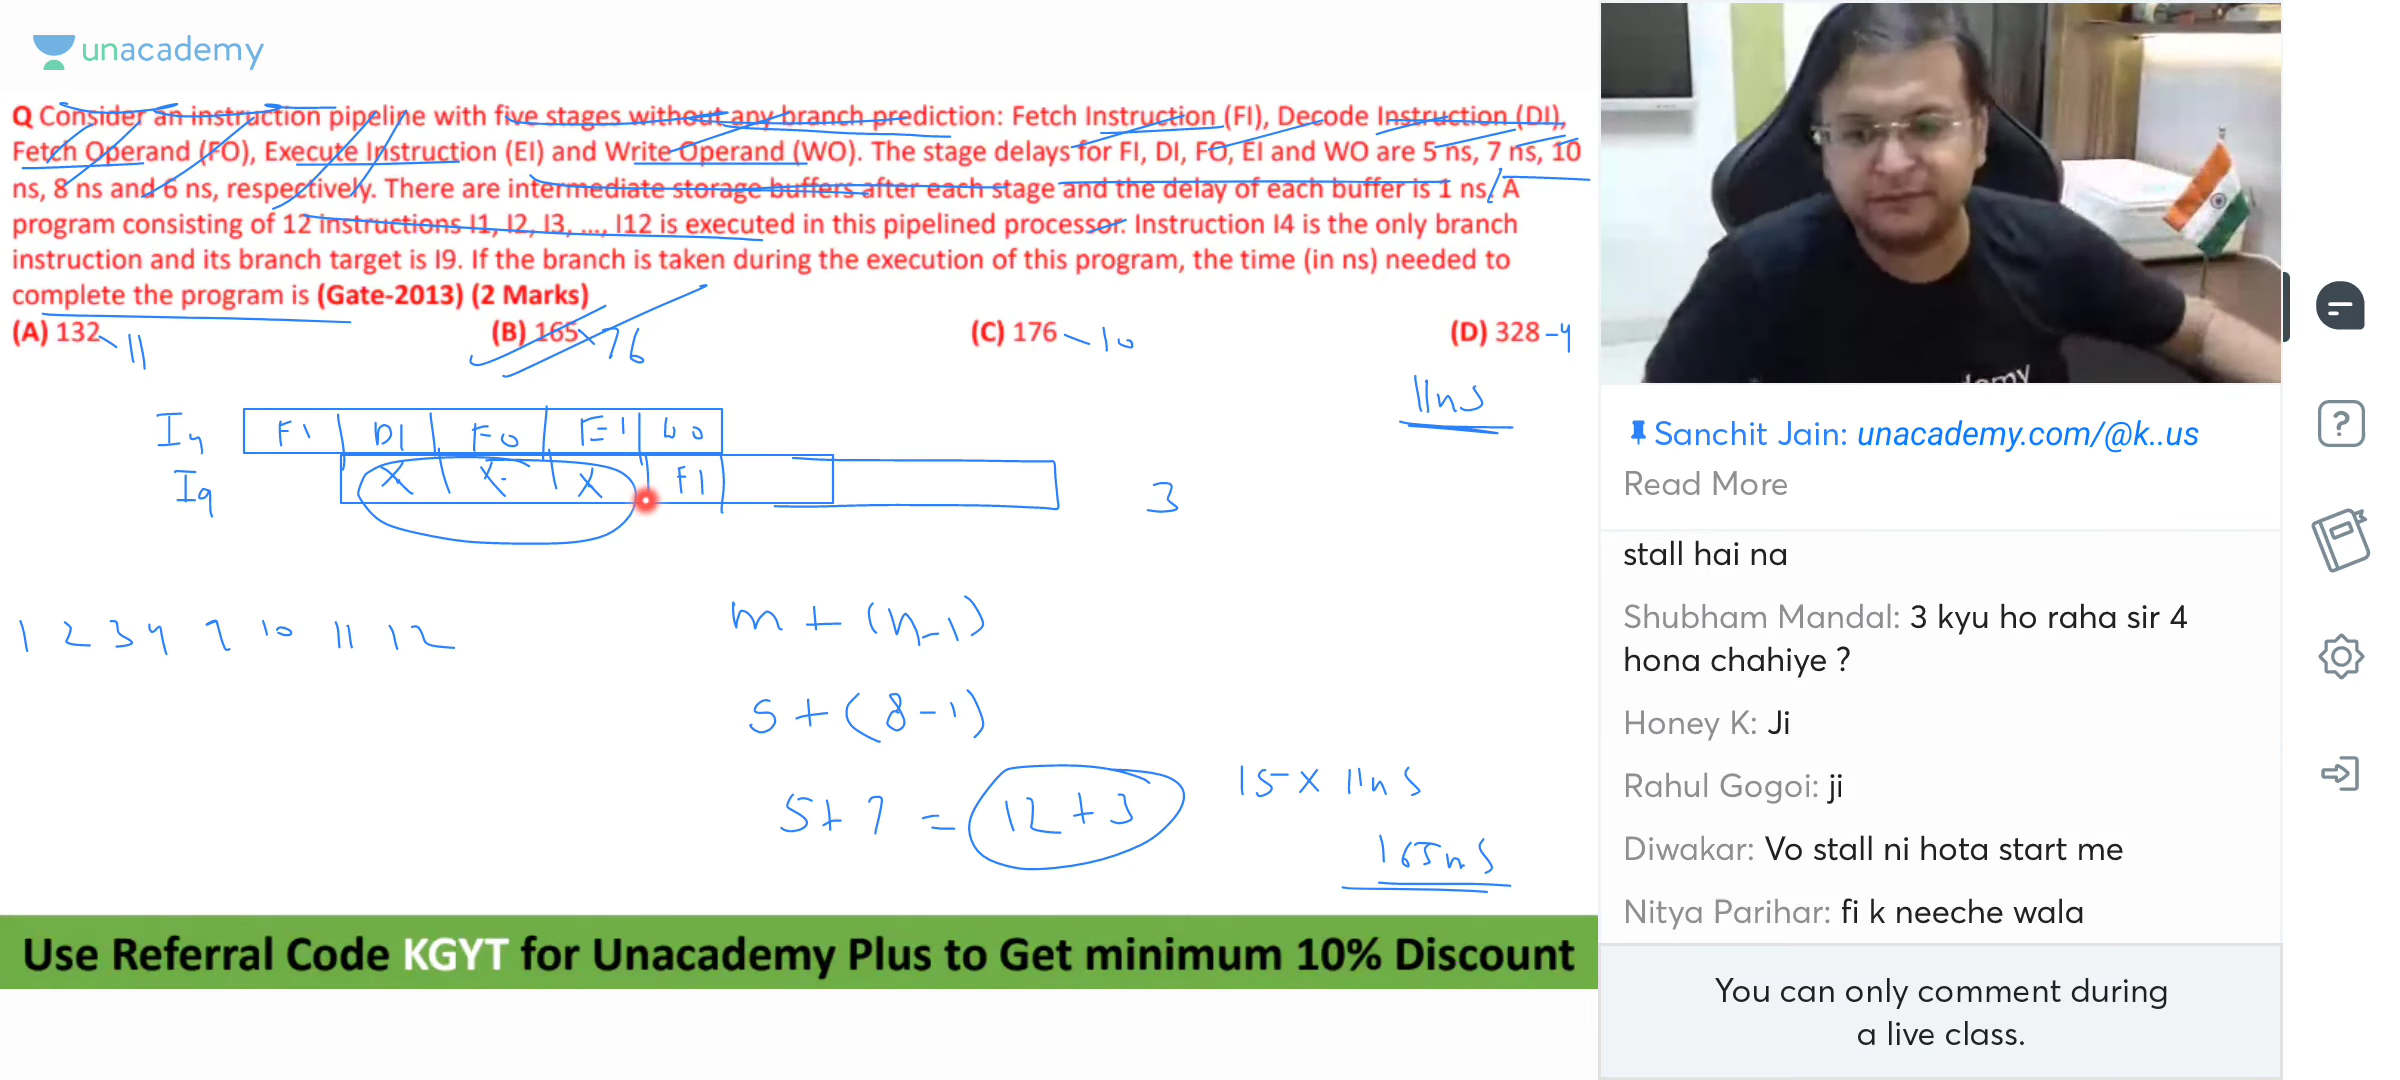 unacademy
Q Consider an instruction pipeline with five stages without any branch prediction: Fetch Instruction (FI), Decode Instruction (DI),
Fetch Operand (FO), Execute Instruction (EI) and Write Operand (WO). The stage delays for FI, DI, FO, EI and WO are 5 ns, 7 ns, 10
ns, 8 ns and 6 ns, respectively. There are intermediate storage buffers after each stage and the delay of each buffer is 1 ns. A
program consisting of 12 instructions I1, I2, I3, ..., I12 is executed in this pipelined processor. Instruction I4 is the only branch
instruction and its branch target is I9. If the branch is taken during the execution of this program, the time (in ns) needed to
complete the program is (Gate-2013) (2 Marks)
(A) 132 (B) 165 (C) 176 (D) 328
11 76 10 -4
11ns
I4 FI DI FO EI WO
I9 X X X FI
3
1 2 3 4 9 10 11 12
m + (n-1)
5 + (8-1)
5+7 = 12+3
15 x 11ns
165ns
Use Referral Code KGYT for Unacademy Plus to Get minimum 10% Discount
emy
Sanchit Jain: unacademy.com/@k..us
Read More
stall hai na
Shubham Mandal: 3 kyu ho raha sir 4
hona chahiye ?
Honey K: Ji
Rahul Gogoi: ji
Diwakar: Vo stall ni hota start me
Nitya Parihar: fi k neeche wala
You can only comment during
a live class.